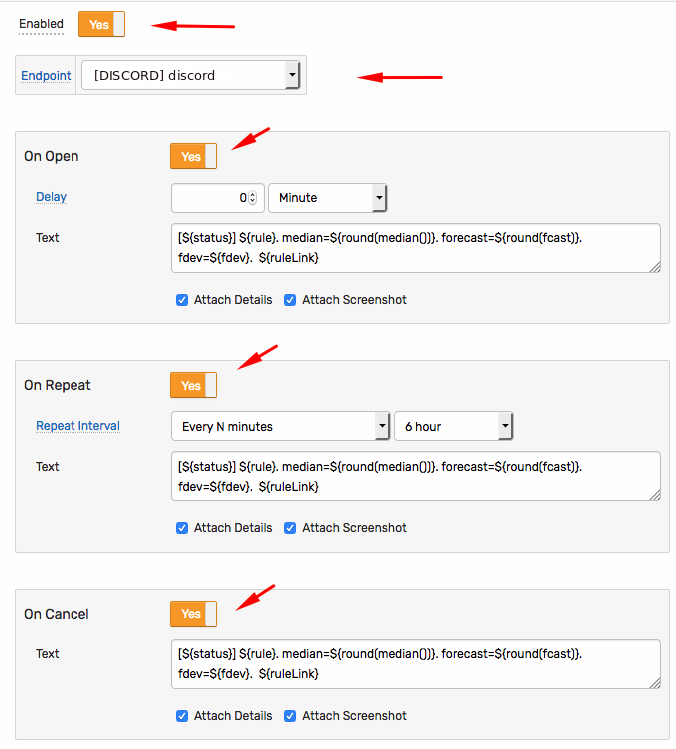 Enabled Yes
Endpoint [DISCORD] discord
On Open Yes
Delay 0 Minute
Text [${status}] ${rule}. median=${round(median())}. forecast=${round(fcast)}.
fdev=${fdev}. ${ruleLink}
Attach Details Attach Screenshot
On Repeat Yes
Repeat Interval Every N minutes 6 hour
Text [${status}] ${rule}. median=${round(median())}. forecast=${round(fcast)}.
fdev=${fdev}. ${ruleLink}
Attach Details Attach Screenshot
On Cancel Yes
Text [${status}] ${rule}. median=${round(median())}. forecast=${round(fcast)}.
fdev=${fdev}. ${ruleLink}
Attach Details Attach Screenshot